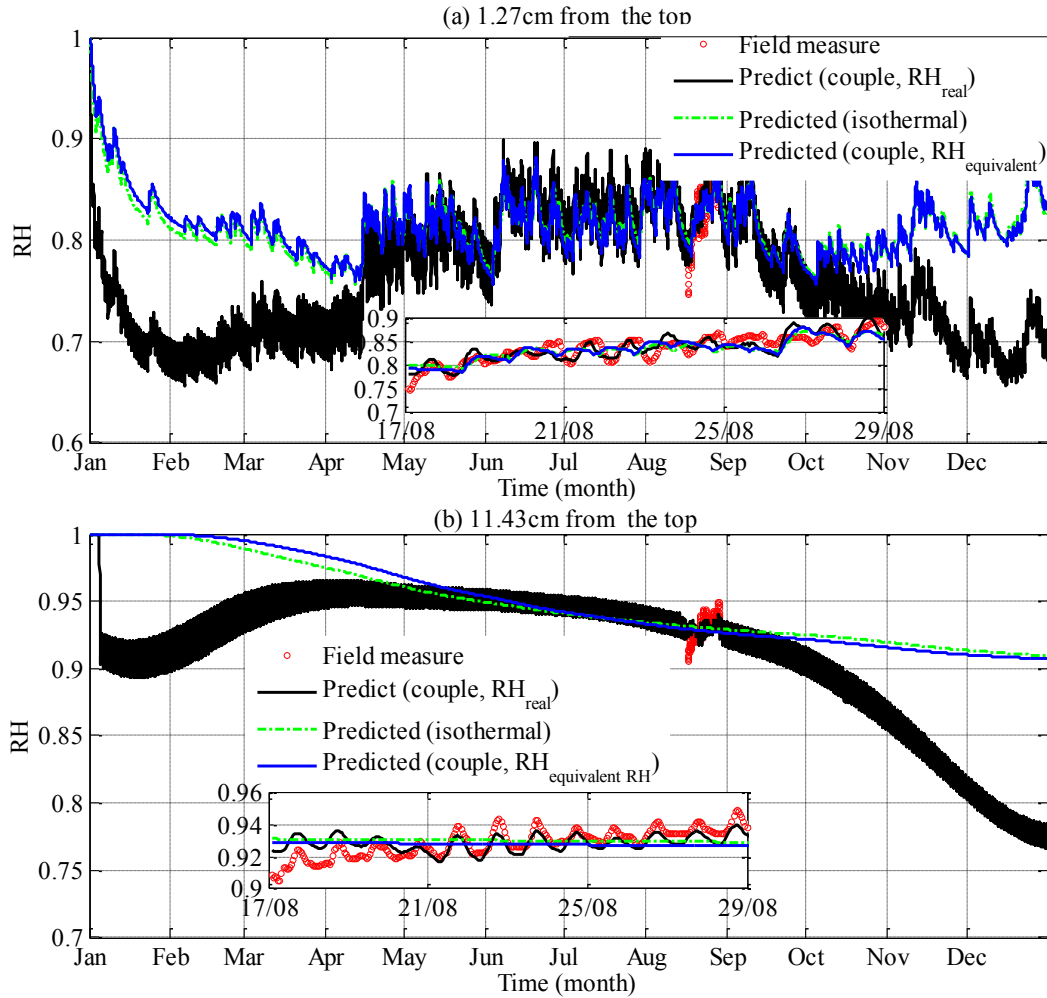 (a) 1.27cm from the top
1
0.9
0.8
0.7
0.6
RH
Field measure
Predict (couple, RH_real)
Predicted (isothermal)
Predicted (couple, RH_equivalent)
0.9
0.85
0.8
0.75
0.7
17/08 21/08 25/08 29/08
Jan Feb Mar Apr May Jun Jul Aug Sep Oct Nov Dec
Time (month)
(b) 11.43cm from the top
1
0.95
0.9
0.85
0.8
0.75
0.7
RH
Field measure
Predict (couple, RH_real)
Predicted (isothermal)
Predicted (couple, RH_equivalent RH)
0.96
0.94
0.92
0.9
17/08 21/08 25/08 29/08
Jan Feb Mar Apr May Jun Jul Aug Sep Oct Nov Dec
Time (month)